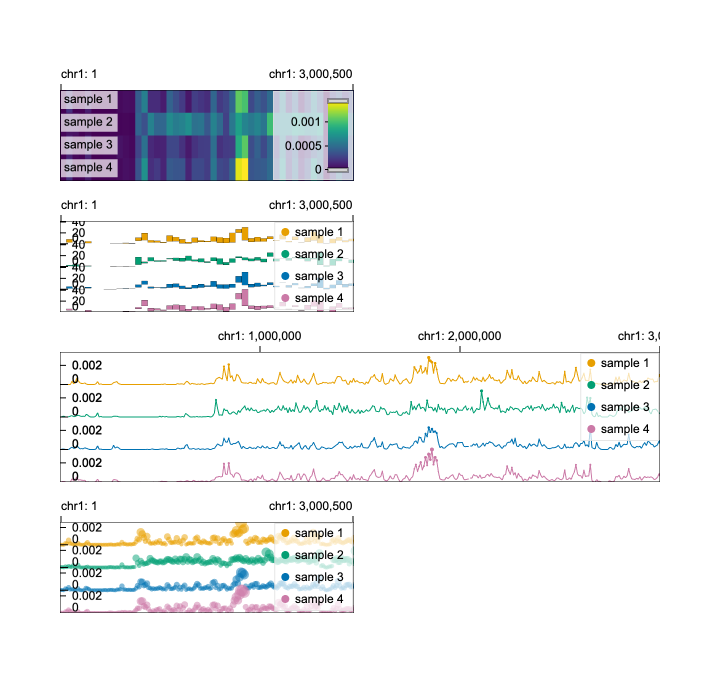 chr1: 1 chr1: 3,000,500
sample 1
sample 2 0.001
sample 3 0.0005
sample 4 0
chr1: 1 chr1: 3,000,500
40
20 sample 1
0
40
20 sample 2
0
40
20 sample 3
0
40
20 sample 4
0
chr1: 1,000,000 chr1: 2,000,000 chr1: 3,0
0.002 sample 1
0
0.002 sample 2
0
0.002 sample 3
0
0.002 sample 4
0
chr1: 1 chr1: 3,000,500
0.002 sample 1
0
0.002 sample 2
0
0.002 sample 3
0
0.002 sample 4
0